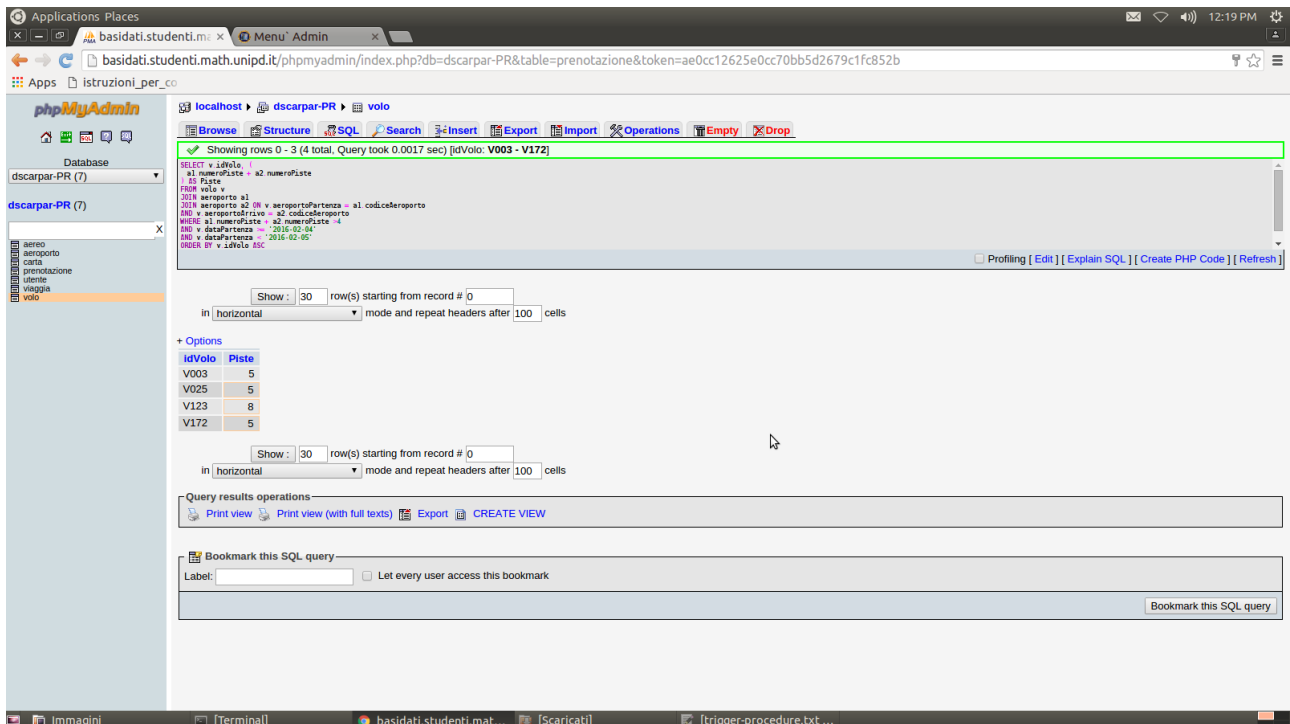 Applications Places
12:19 PM
basidati.studenti.ma
Menu` Admin
basidati.studenti.math.unipd.it/phpmyadmin/index.php?db=dscarpar-PR&table=prenotazione&token=ae0cc12625e0cc70bb5d2679c1fc852b
Apps istruzioni_per_co
phpMyAdmin
Database
dscarpar-PR (7)
dscarpar-PR (7)
X
aereo
aeroporto
carta
prenotazione
utente
viaggia
volo
localhost dscarpar-PR volo
Browse Structure SQL Search Insert Export Import Operations Empty Drop
Showing rows 0 - 3 (4 total, Query took 0.0017 sec) [idVolo: V003 - V172]
SELECT v.idVolo, (
a1.numeroPiste + a2.numeroPiste
) AS Piste
FROM volo v
JOIN aeroporto a1
JOIN aeroporto a2 ON v.aeroportoPartenza = a1.codiceAeroporto
AND v.aeroportoArrivo = a2.codiceAeroporto
WHERE a1.numeroPiste + a2.numeroPiste >4
AND v.dataPartenza >= '2016-02-04'
AND v.dataPartenza < '2016-02-05'
ORDER BY v.idVolo ASC
Profiling [ Edit ] [ Explain SQL ] [ Create PHP Code ] [ Refresh ]
Show : 30 row(s) starting from record # 0
in horizontal mode and repeat headers after 100 cells
+ Options
idVolo Piste
V003 5
V025 5
V123 8
V172 5
Show : 30 row(s) starting from record # 0
in horizontal mode and repeat headers after 100 cells
Query results operations
Print view Print view (with full texts) Export CREATE VIEW
Bookmark this SQL query
Label: Let every user access this bookmark
Bookmark this SQL query
Immagini [Terminal] basidati.studenti.mat... [Scaricati] [trigger-procedure.txt ...